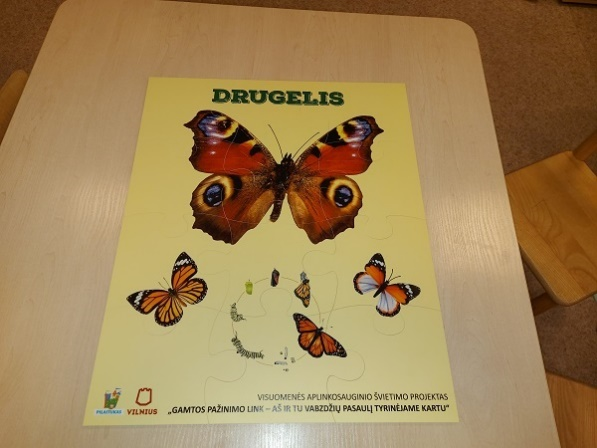 DRUGELIS
VISUOMENĖS APLINKOSAUGINIO ŠVIETIMO PROJEKTAS
VILNIUS
„GAMTOS PAŽINIMO LINK – AŠ IR TU VABZDŽIŲ PASAULĮ TYRINĖJAME KARTU“